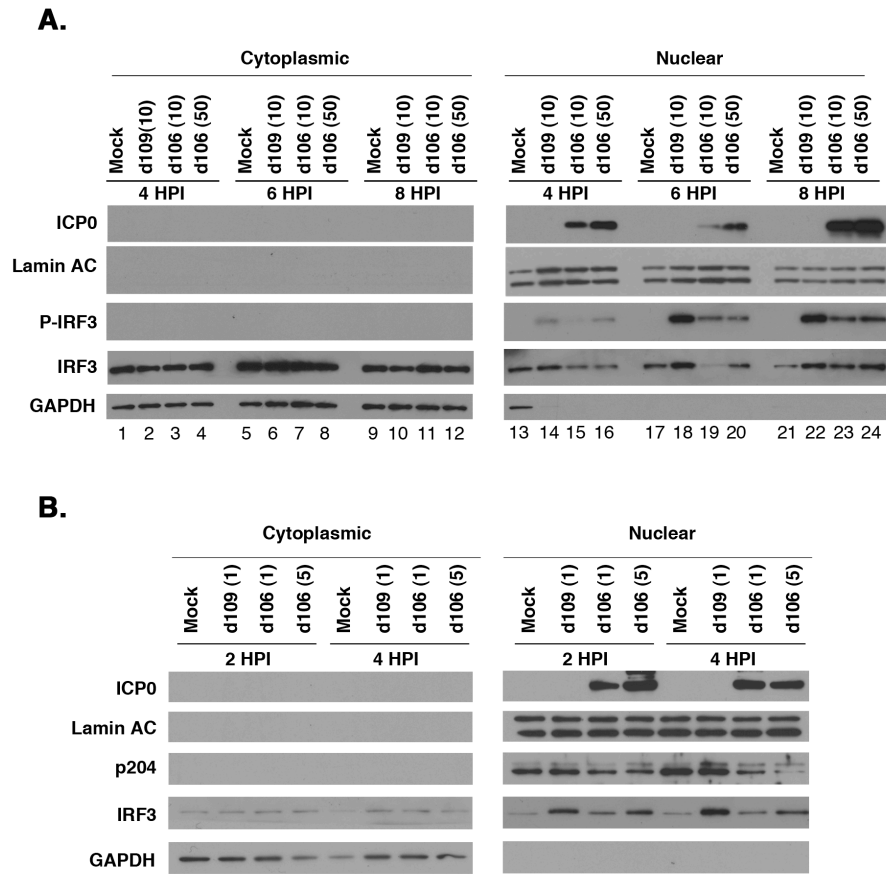 A.
Cytoplasmic Nuclear
Mock d109(10) d106 (10) d106 (50) Mock d109 (10) d106 (10) d106 (50) Mock d109 (10) d106 (10) d106 (50) Mock d109 (10) d106 (10) d106 (50) Mock d109 (10) d106 (10) d106 (50) Mock d109 (10) d106 (10) d106 (50)
4 HPI 6 HPI 8 HPI 4 HPI 6 HPI 8 HPI
ICP0
Lamin AC
P-IRF3
IRF3
GAPDH
1 2 3 4 5 6 7 8 9 10 11 12 13 14 15 16 17 18 19 20 21 22 23 24
B.
Cytoplasmic Nuclear
Mock d109 (1) d106 (1) d106 (5) Mock d109 (1) d106 (1) d106 (5) Mock d109 (1) d106 (1) d106 (5) Mock d109 (1) d106 (1) d106 (5)
2 HPI 4 HPI 2 HPI 4 HPI
ICP0
Lamin AC
p204
IRF3
GAPDH